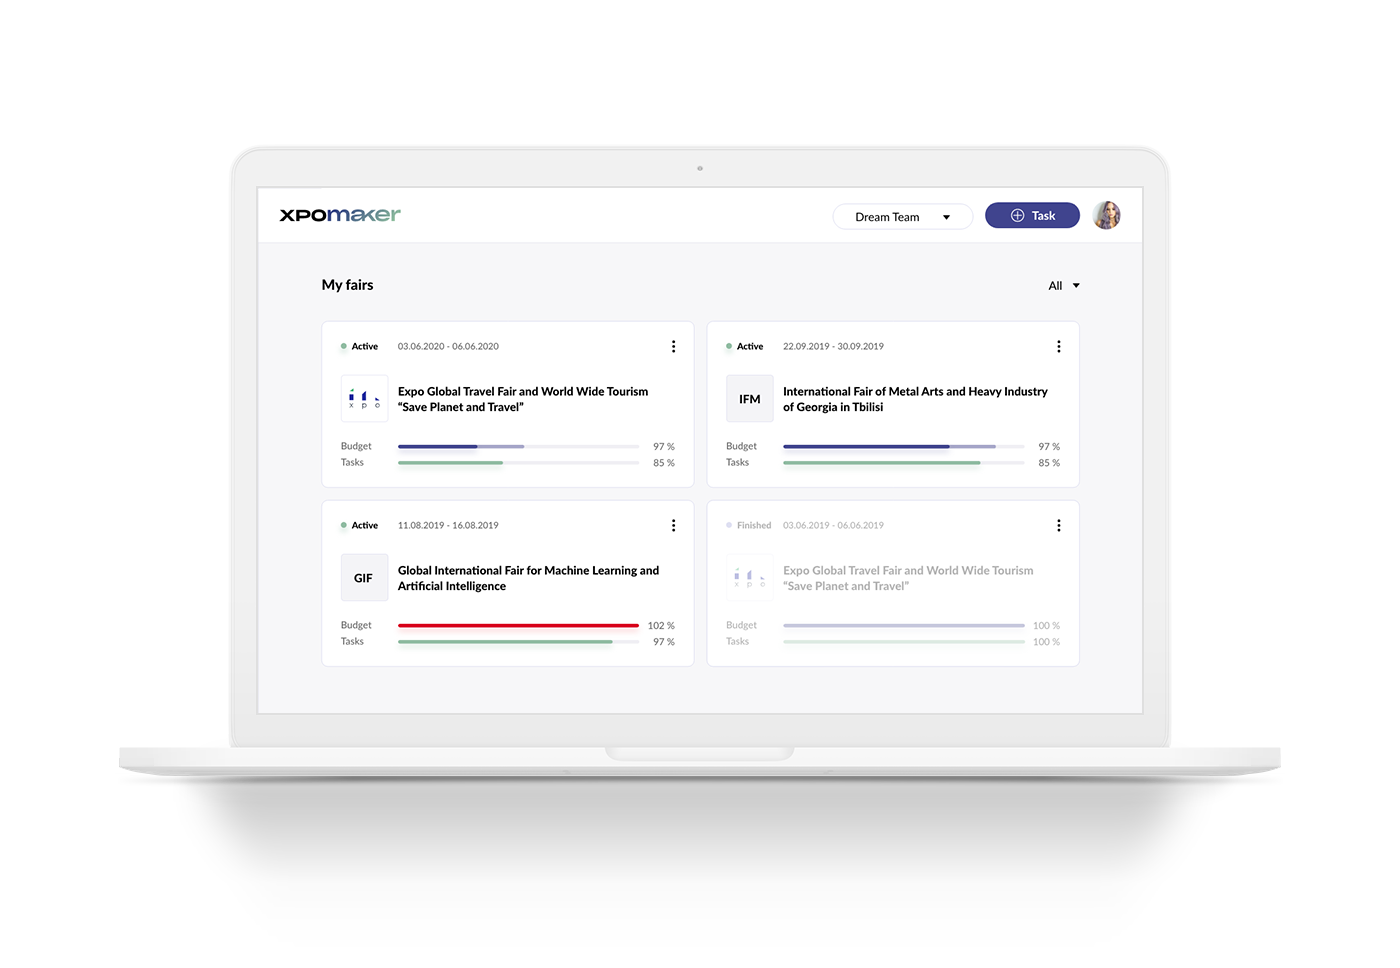 xpomaker
Dream Team
Task
My fairs
All
Active 03.06.2020 - 06.06.2020
xpo
Expo Global Travel Fair and World Wide Tourism
“Save Planet and Travel”
Budget 97 %
Tasks 85 %
Active 22.09.2019 - 30.09.2019
IFM
International Fair of Metal Arts and Heavy Industry
of Georgia in Tbilisi
Budget 97 %
Tasks 85 %
Active 11.08.2019 - 16.08.2019
GIF
Global International Fair for Machine Learning and
Artificial Intelligence
Budget 102 %
Tasks 97 %
Finished 03.06.2019 - 06.06.2019
xpo
Expo Global Travel Fair and World Wide Tourism
“Save Planet and Travel”
Budget 100 %
Tasks 100 %